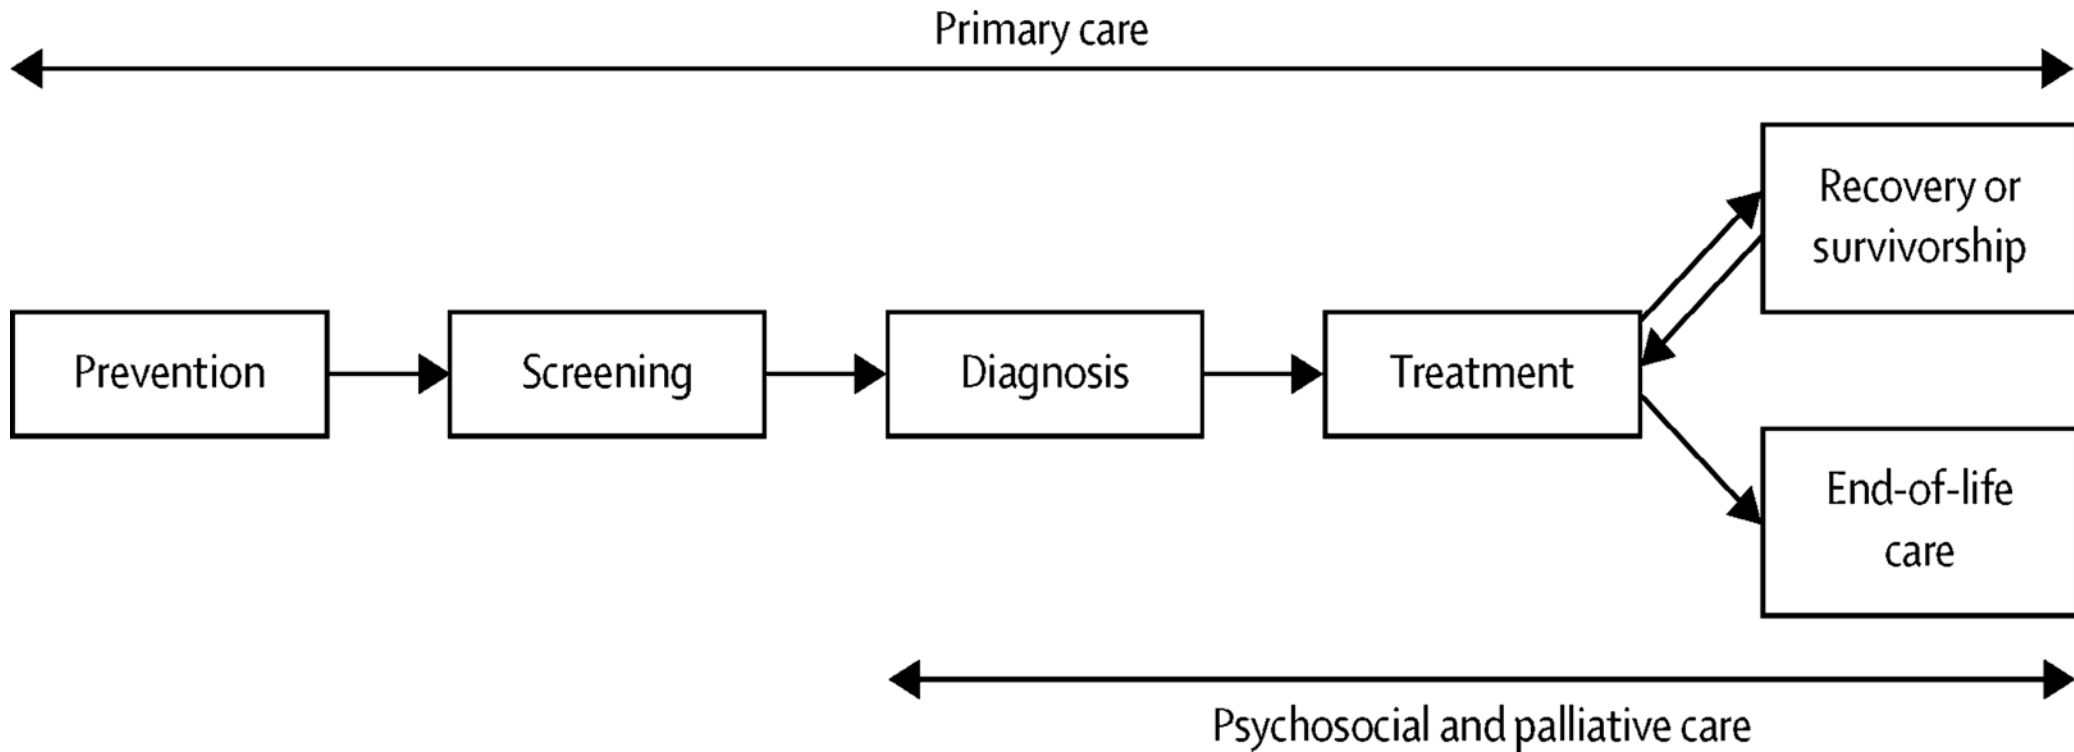 Primary care
Recovery or
survivorship
Prevention
Screening
Diagnosis
Treatment
End-of-life
care
Psychosocial and palliative care